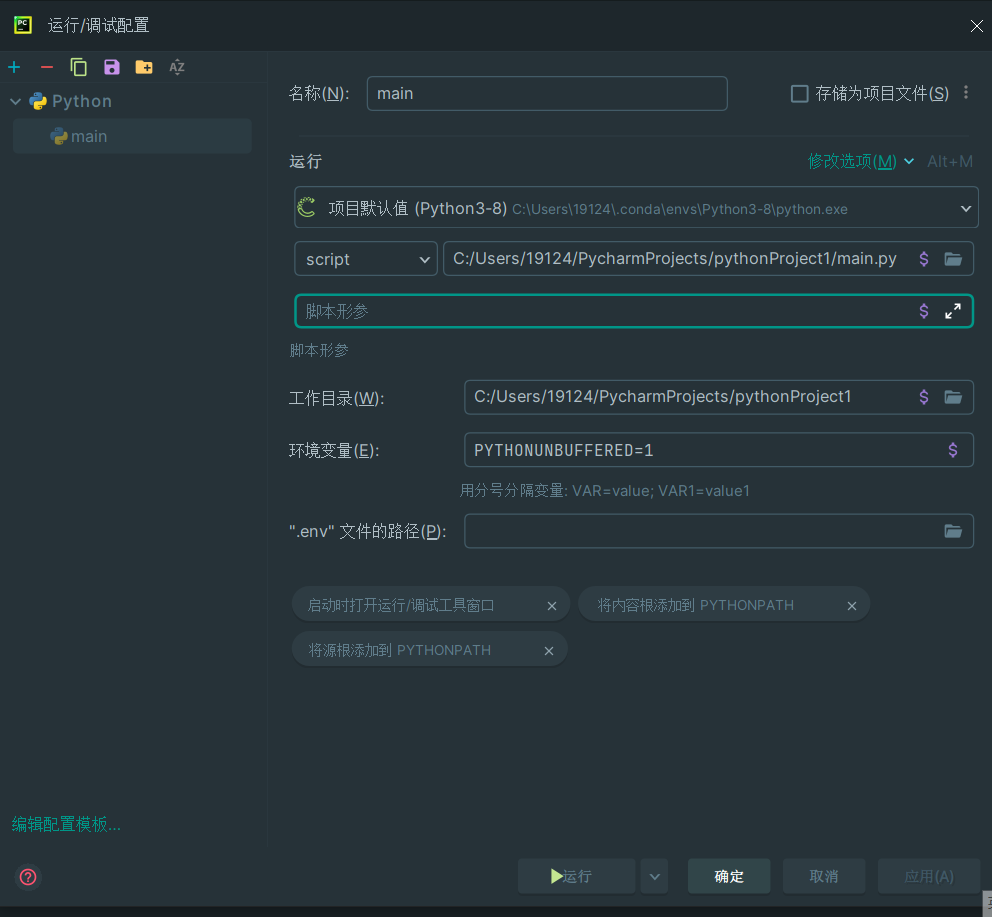 PC
运行/调试配置
AZ
Python
main
名称(N):
main
存储为项目文件(S)
运行
修改选项(M)
Alt+M
项目默认值 (Python3-8) C:\Users\19124\.conda\envs\Python3-8\python.exe
script
C:/Users/19124/PycharmProjects/pythonProject1/main.py
$
脚本形参
$
脚本形参
工作目录(W):
C:/Users/19124/PycharmProjects/pythonProject1
$
环境变量(E):
PYTHONUNBUFFERED=1
$
用分号分隔变量: VAR=value; VAR1=value1
".env" 文件的路径(P):
启动时打开运行/调试工具窗口
将内容根添加到 PYTHONPATH
将源根添加到 PYTHONPATH
编辑配置模板...
?
运行
确定
取消
应用(A)